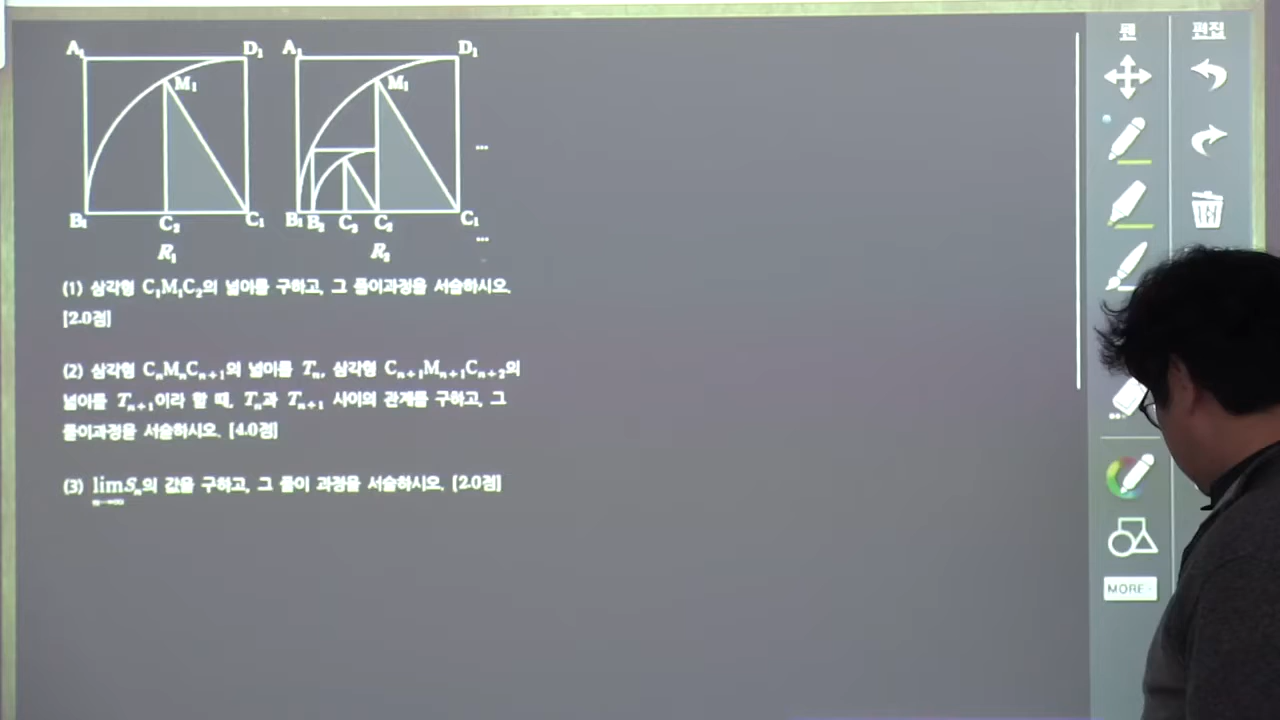 A₁ D₁ A₁ D₁
M₁ M₁
...
B₁ C₂ C₁ B₁ B₂ C₃ C₂ C₁
R₁ R₂ ...
(1) 삼각형 C₁M₁C₂의 넓이를 구하고, 그 풀이과정을 서술하시오.
[2.0점]
(2) 삼각형 CₙMₙCₙ₊₁의 넓이를 Tₙ, 삼각형 Cₙ₊₁Mₙ₊₁Cₙ₊₂의
넓이를 Tₙ₊₁이라 할 때, Tₙ과 Tₙ₊₁ 사이의 관계를 구하고, 그
풀이과정을 서술하시오. [4.0점]
(3) lim Sₙ의 값을 구하고, 그 풀이 과정을 서술하시오. [2.0점]
n→∞
펜 편집
MORE